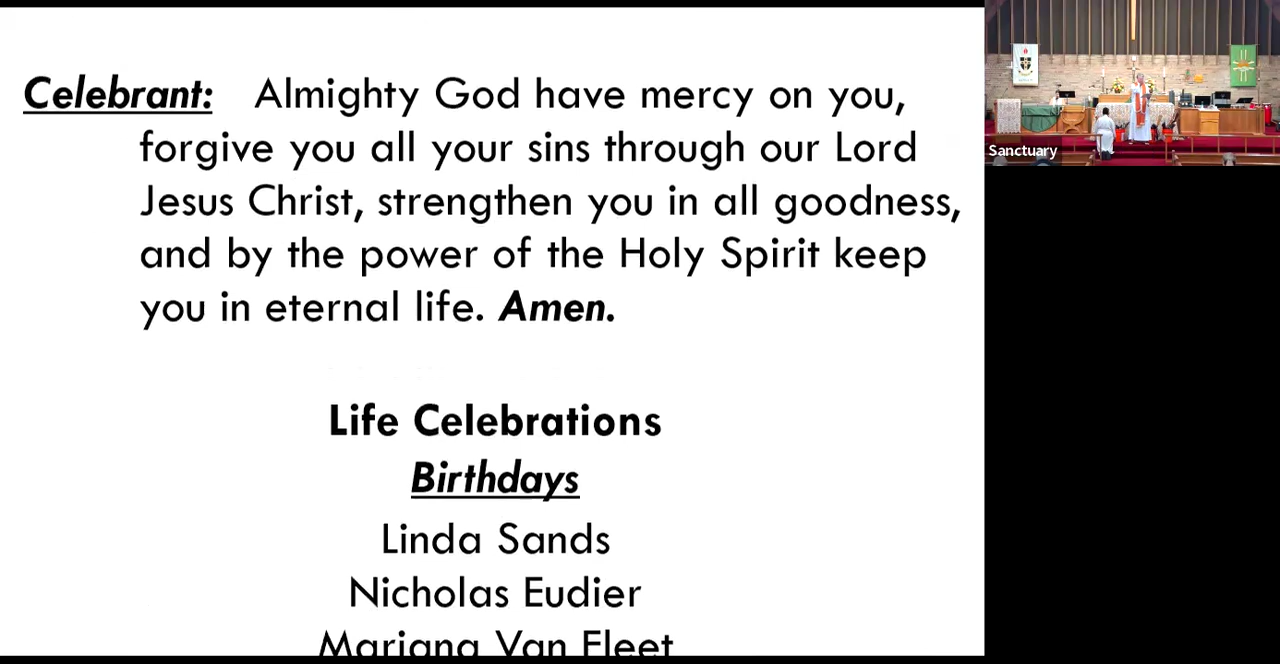 Celebrant: Almighty God have mercy on you,
forgive you all your sins through our Lord
Jesus Christ, strengthen you in all goodness,
and by the power of the Holy Spirit keep
you in eternal life. Amen.
Life Celebrations
Birthdays
Linda Sands
Nicholas Eudier
Mariana Van Fleet
Sanctuary